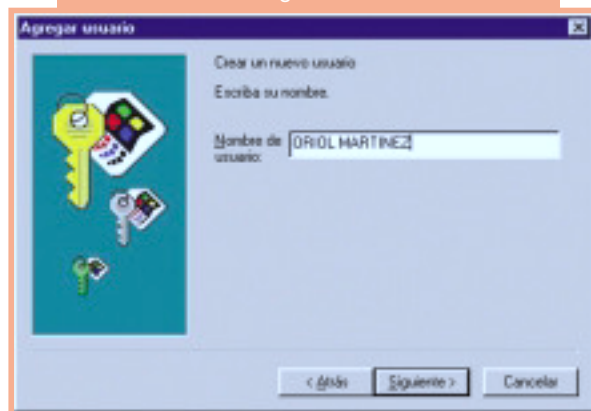 Agregar usuario
Crear un nuevo usuario
Escriba su nombre.
Nombre de usuario:
ORIOL MARTINEZ
< Atrás
Siguiente >
Cancelar